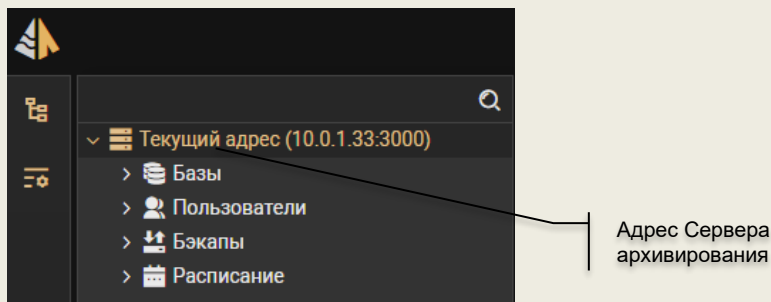 Текущий адрес (10.0.1.33:3000)
Базы
Пользователи
Бэкапы
Расписание
Адрес Сервера
архивирования